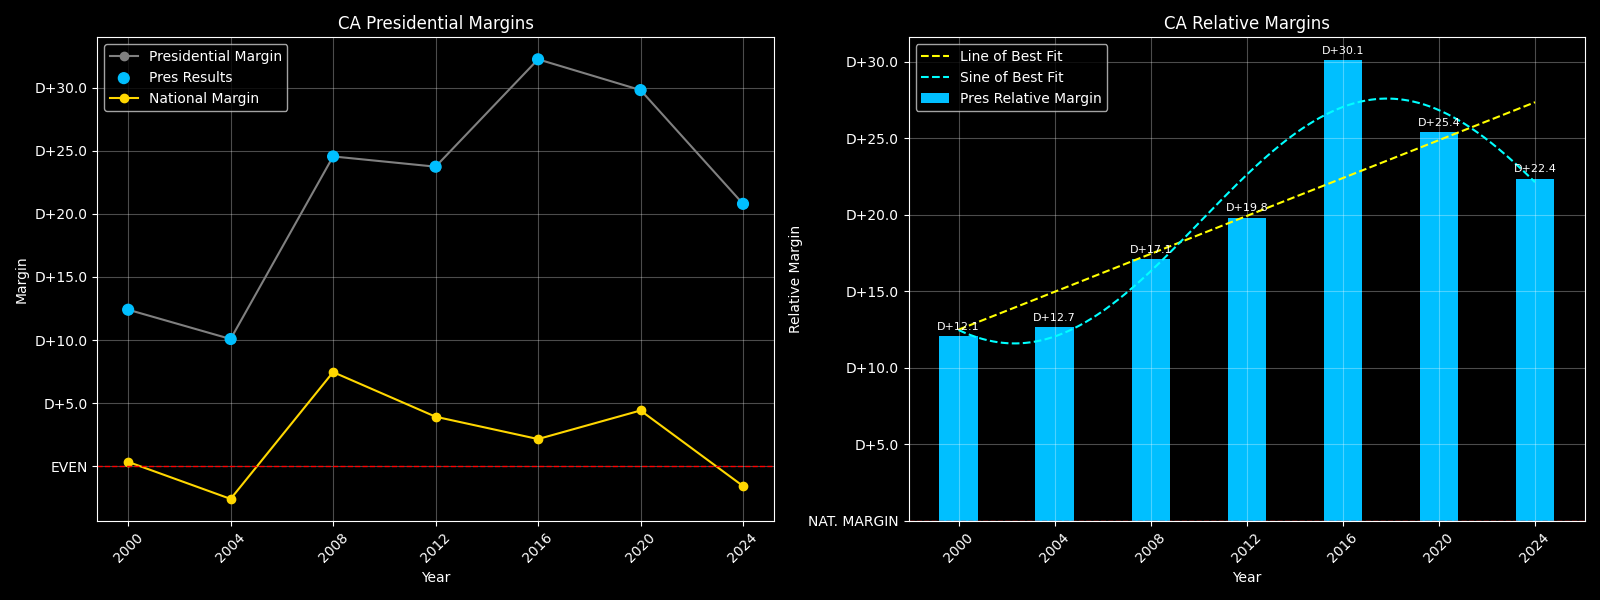 CA Presidential Margins
Presidential Margin
Pres Results
National Margin
D+30.0
D+25.0
D+20.0
D+15.0
D+10.0
D+5.0
EVEN
Margin
2000
2004
2008
2012
2016
2020
2024
Year
CA Relative Margins
Line of Best Fit
Sine of Best Fit
Pres Relative Margin
D+30.0
D+25.0
D+20.0
D+15.0
D+10.0
D+5.0
NAT. MARGIN
Relative Margin
D+12.1
D+12.7
D+17.1
D+19.8
D+30.1
D+25.4
D+22.4
2000
2004
2008
2012
2016
2020
2024
Year